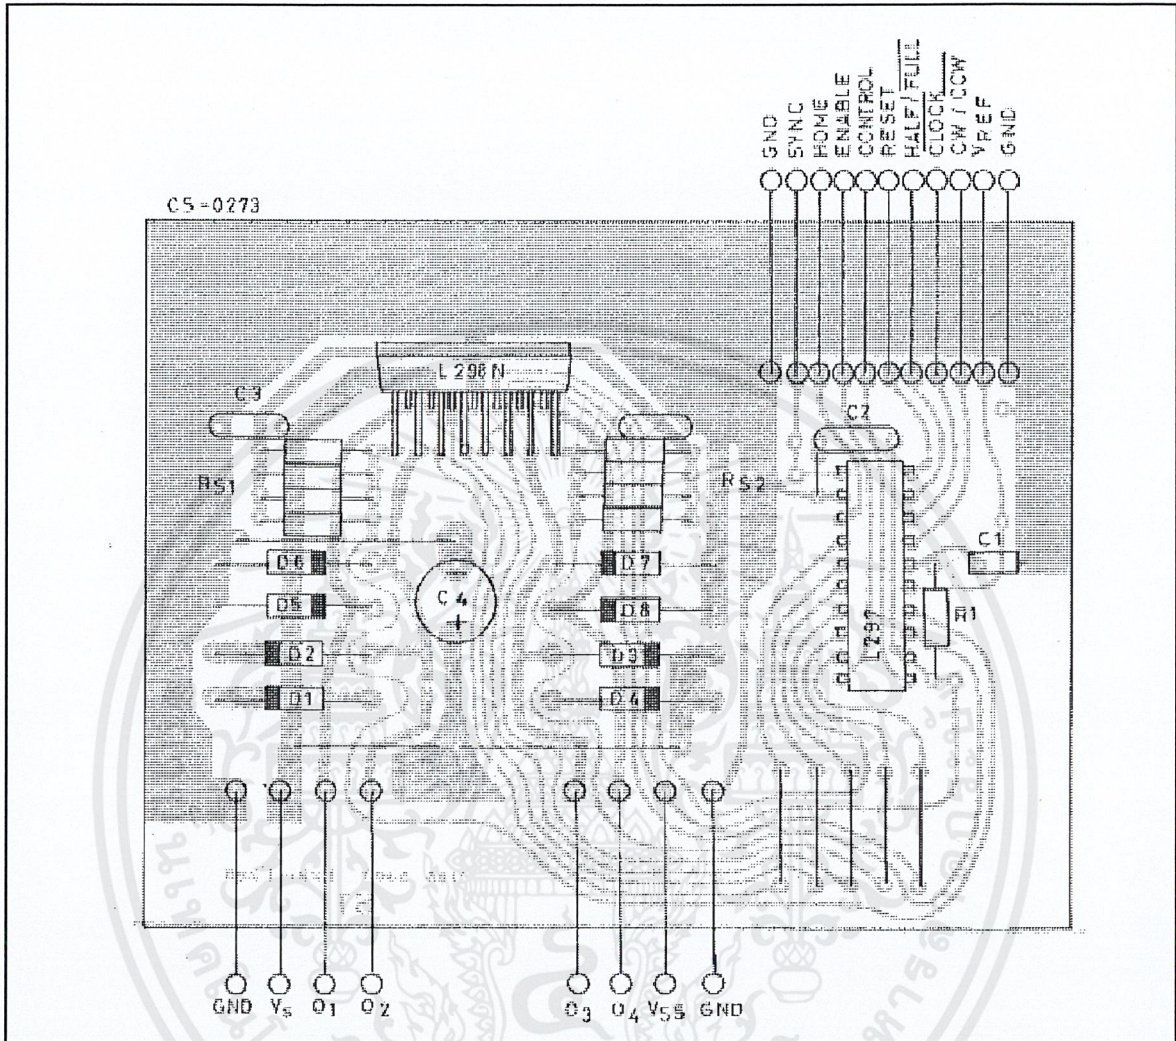 GND
SYNC
HOME
ENABLE
CONTROL
RESET
HALF/FULL
CLOCK
CW/CCW
VREF
GND
CS-0273
L298N
C3
C2
RS1
RS2
C1
D6
D7
C4
D5
D8
R1
L297
D2
D3
D1
D4
GND Vs O1 O2 O3 O4 VSS GND